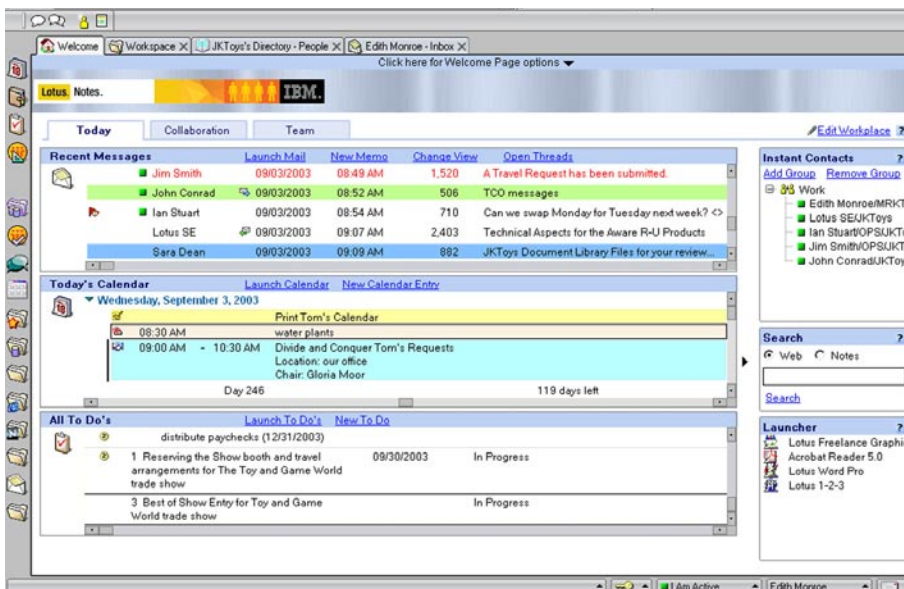 Welcome Workspace X JKToys's Directory - People X Edith Monroe - Inbox X
Click here for Welcome Page options
Lotus. Notes. IBM.
Today Collaboration Team Edit Workplace ?
Recent Messages Launch Mail New Memo Change View Open Threads
Jim Smith 09/03/2003 08:49 AM 1,520 A Travel Request has been submitted.
John Conrad 09/03/2003 08:52 AM 506 TCO messages
Ian Stuart 09/03/2003 08:54 AM 710 Can we swap Monday for Tuesday next week? <>
Lotus SE 09/03/2003 09:07 AM 2,403 Technical Aspects for the Aware R-U Products
Sara Dean 09/03/2003 09:09 AM 882 JKToys Document Library Files for your review...
Today's Calendar Launch Calendar New Calendar Entry
Wednesday, September 3, 2003
Print Tom's Calendar
08:30 AM water plants
09:00 AM - 10:30 AM Divide and Conquer Tom's Requests
Location: our office
Chair: Gloria Moor
Day 246 119 days left
All To Do's Launch To Do's New To Do
distribute paychecks (12/31/2003)
1 Reserving the Show booth and travel 09/30/2003 In Progress
arrangements for The Toy and Game World
trade show
3 Best of Show Entry for Toy and Game In Progress
World trade show
Instant Contacts ?
Add Group Remove Group
Work
Edith Monroe/MRKT
Lotus SE/JKToys
Ian Stuart/OPS/JKT
Jim Smith/OPS/JKT
John Conrad/JKToy
Search ?
Web Notes
Search
Launcher ?
Lotus Freelance Graphi
Acrobat Reader 5.0
Lotus Word Pro
Lotus 1-2-3
I Am Active Edith Monroe